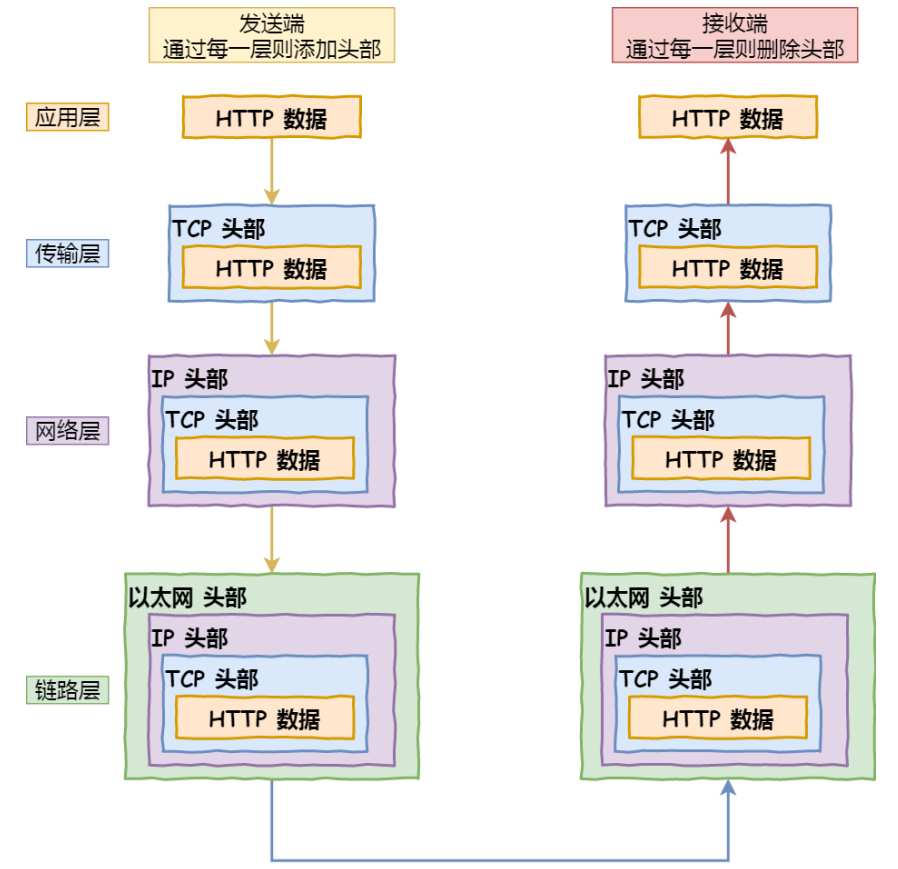 发送端
通过每一层则添加头部
接收端
通过每一层则删除头部
应用层
HTTP 数据
HTTP 数据
传输层
TCP 头部
HTTP 数据
TCP 头部
HTTP 数据
网络层
IP 头部
TCP 头部
HTTP 数据
IP 头部
TCP 头部
HTTP 数据
链路层
以太网 头部
IP 头部
TCP 头部
HTTP 数据
以太网 头部
IP 头部
TCP 头部
HTTP 数据